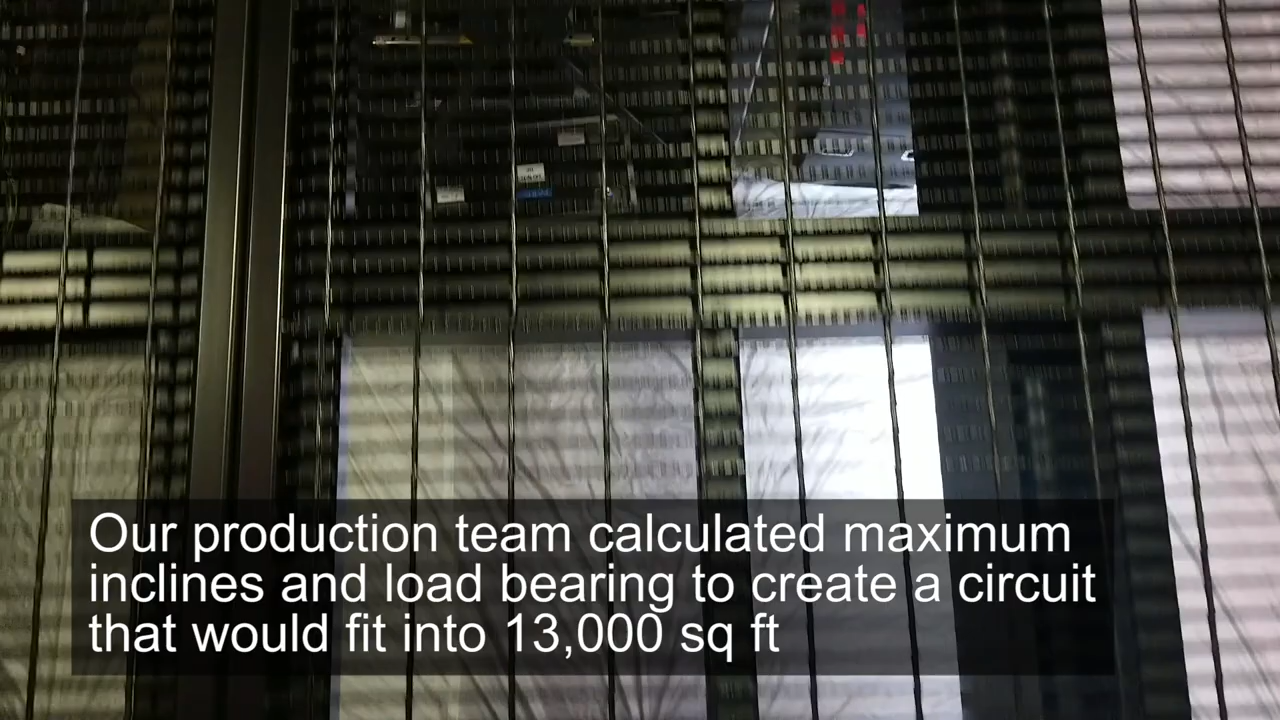 Our production team calculated maximum
inclines and load bearing to create a circuit
that would fit into 13,000 sq ft